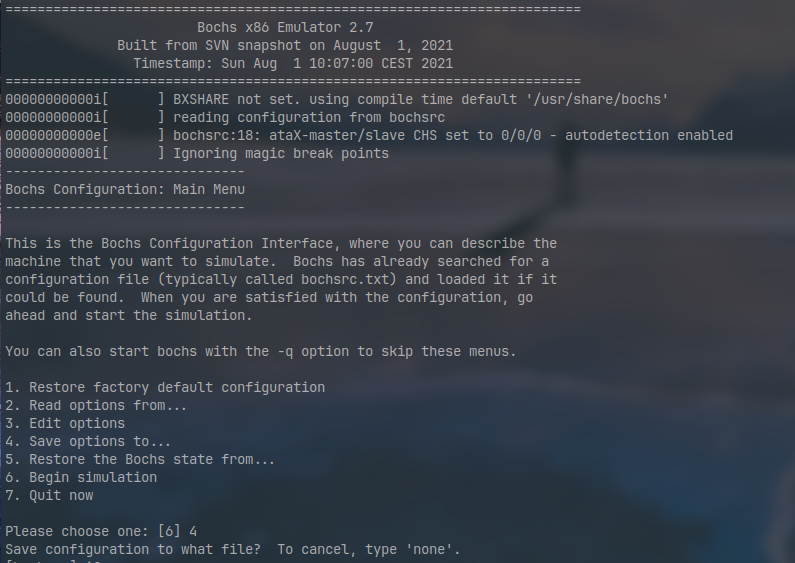 ========================================================================
Bochs x86 Emulator 2.7
Built from SVN snapshot on August  1, 2021
Timestamp: Sun Aug  1 10:07:00 CEST 2021
========================================================================
00000000000i[      ] BXSHARE not set. using compile time default '/usr/share/bochs'
00000000000i[      ] reading configuration from bochsrc
00000000000e[      ] bochsrc:18: ataX-master/slave CHS set to 0/0/0 - autodetection enabled
00000000000i[      ] Ignoring magic break points
------------------------------
Bochs Configuration: Main Menu
------------------------------
This is the Bochs Configuration Interface, where you can describe the
machine that you want to simulate.  Bochs has already searched for a
configuration file (typically called bochsrc.txt) and loaded it if it
could be found.  When you are satisfied with the configuration, go
ahead and start the simulation.
You can also start bochs with the -q option to skip these menus.
1. Restore factory default configuration
2. Read options from...
3. Edit options
4. Save options to...
5. Restore the Bochs state from...
6. Begin simulation
7. Quit now
Please choose one: [6] 4
Save configuration to what file?  To cancel, type 'none'.